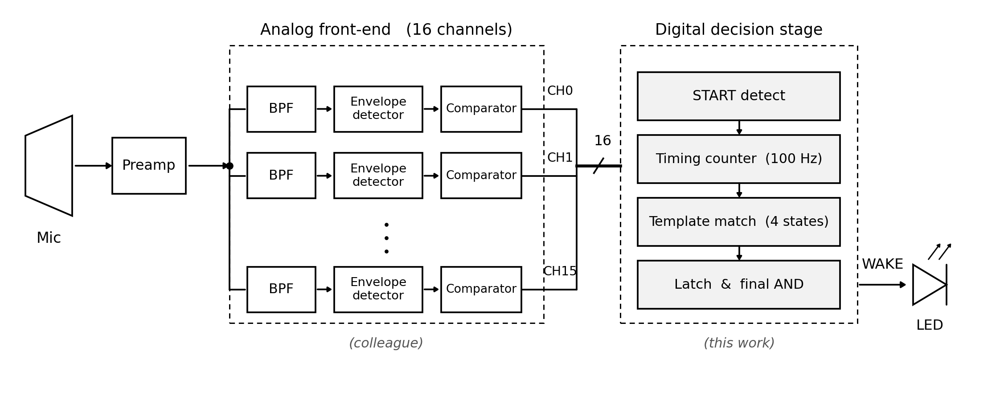 Analog front-end (16 channels)
Digital decision stage
Mic
Preamp
BPF
Envelope
detector
Comparator
CH0
BPF
Envelope
detector
Comparator
CH1
BPF
Envelope
detector
Comparator
CH15
16
START detect
Timing counter (100 Hz)
Template match (4 states)
Latch & final AND
WAKE
LED
(colleague)
(this work)